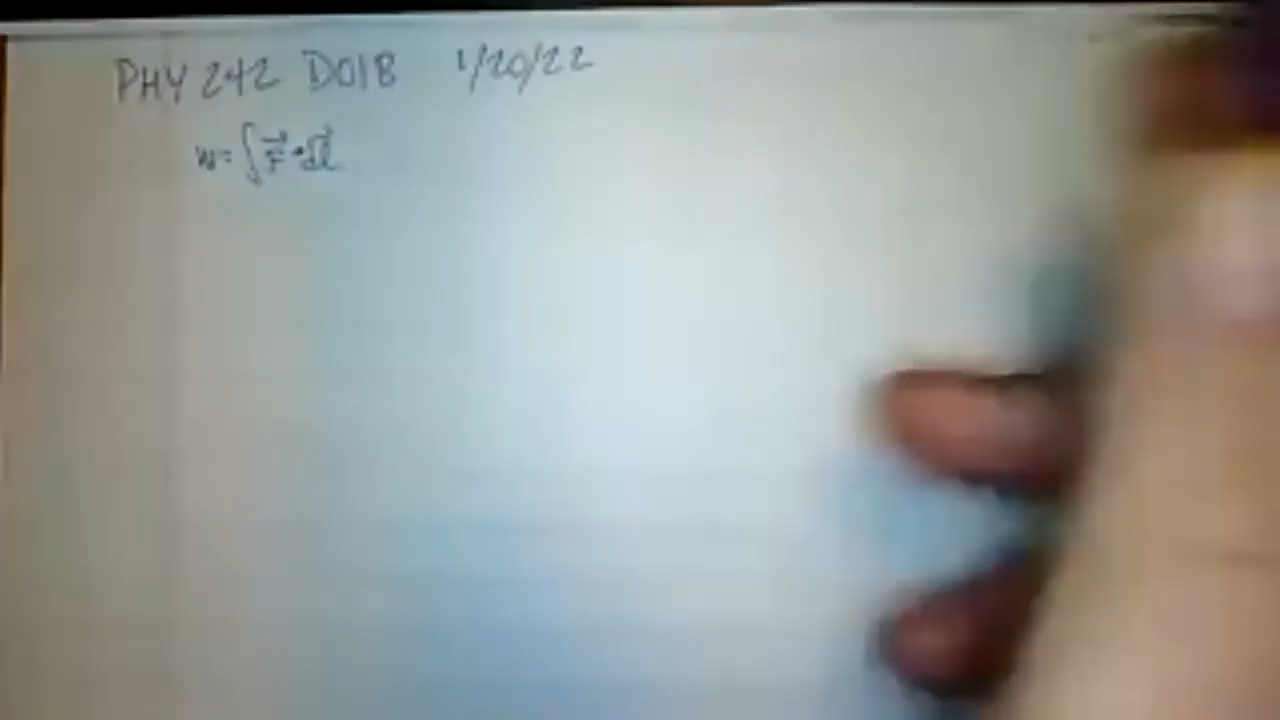 PHY 242 D01B 1/20/22
W = ∫ F⃗ • dl⃗